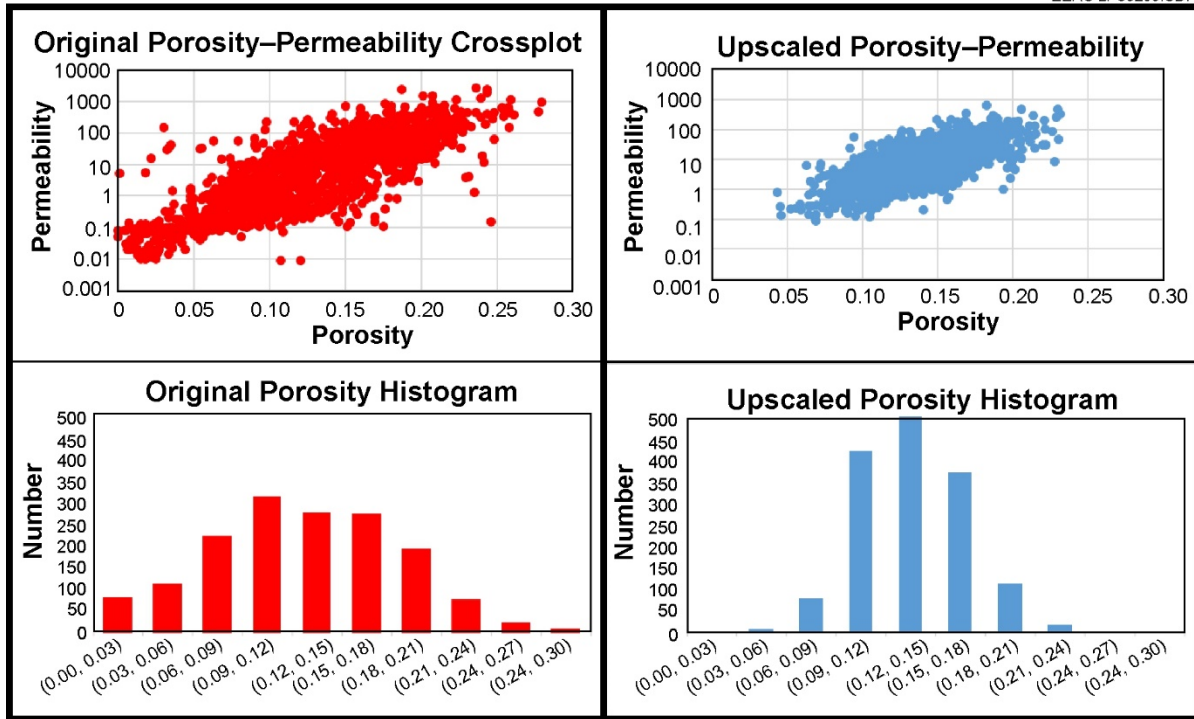 Original Porosity–Permeability Crossplot
Permeability
10000
1000
100
10
1
0.1
0.01
0.001
0 0.05 0.10 0.15 0.20 0.25 0.30
Porosity
Upscaled Porosity–Permeability
Permeability
10000
1000
100
10
1
0.1
0.01
0.001
0 0.05 0.10 0.15 0.20 0.25 0.30
Porosity
Original Porosity Histogram
Number
500
450
400
350
300
250
200
150
100
50
0
(0.00, 0.03) (0.03, 0.06) (0.06, 0.09) (0.09, 0.12) (0.12, 0.15) (0.15, 0.18) (0.18, 0.21) (0.21, 0.24) (0.24, 0.27) (0.24, 0.30)
Upscaled Porosity Histogram
Number
500
450
400
350
300
250
200
150
100
50
0
(0.00, 0.03) (0.03, 0.06) (0.06, 0.09) (0.09, 0.12) (0.12, 0.15) (0.15, 0.18) (0.18, 0.21) (0.21, 0.24) (0.24, 0.27) (0.24, 0.30)